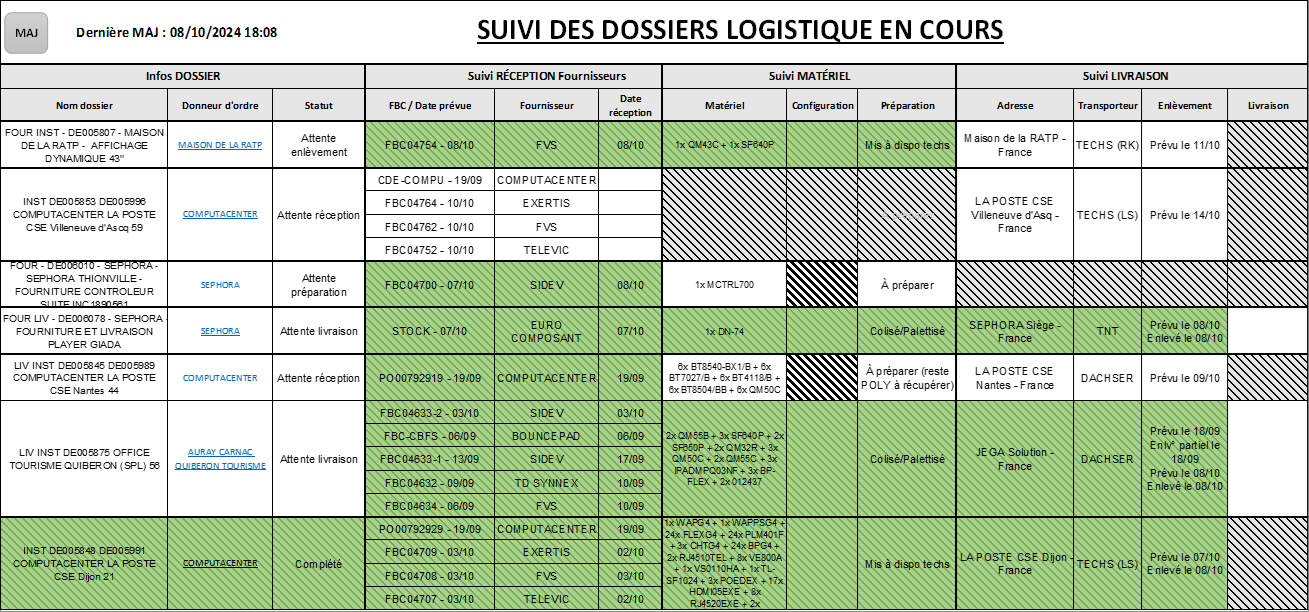 MAJ
Dernière MAJ : 08/10/2024 18:08
SUIVI DES DOSSIERS LOGISTIQUE EN COURS
Infos DOSSIER
Suivi RÉCEPTION Fournisseurs
Suivi MATÉRIEL
Suivi LIVRAISON
Nom dossier
Donneur d'ordre
Statut
FBC / Date prévue
Fournisseur
Date
réception
Matériel
Configuration
Préparation
Adresse
Transporteur
Enlèvement
Livraison
FOUR INST - DE005807 - MAISON
DE LA RATP - AFFICHAGE
DYNAMIQUE 43"
MAISON DE LA RATP
Attente
enlèvement
FBC04754 - 08/10
FVS
08/10
1x QM43C + 1x SF640P
Mis à dispo techs
Maison de la RATP -
France
TECHS (RK)
Prévu le 11/10
INST DE005853 DE005996
COMPUTACENTER LA POSTE
CSE Villeneuve d'Ascq 59
COMPUTACENTER
Attente réception
CDE-COMPU - 19/09
COMPUTACENTER
FBC04764 - 10/10
EXERTIS
FBC04762 - 10/10
FVS
FBC04752 - 10/10
TELEVIC
LA POSTE CSE
Villeneuve d'Asq -
France
TECHS (LS)
Prévu le 14/10
FOUR - DE006010 - SEPHORA -
SEPHORA THIONVILLE -
FOURNITURE CONTROLEUR
SUITE INC1890561
SEPHORA
Attente
préparation
FBC04700 - 07/10
SIDEV
08/10
1x MCTRL700
À préparer
FOUR LIV - DE006078 - SEPHORA -
FOURNITURE ET LIVRAISON
PLAYER GIADA
SEPHORA
Attente livraison
STOCK - 07/10
EURO
COMPOSANT
07/10
1x DN-74
Colisé/Palettisé
SEPHORA Siège -
France
TNT
Prévu le 08/10
Enlevé le 08/10
LIV INST DE005845 DE005989
COMPUTACENTER LA POSTE
CSE Nantes 44
COMPUTACENTER
Attente réception
PO00792919 - 19/09
COMPUTACENTER
19/09
6x BT8540-BX1/B + 6x
BT7027/B + 6x BT4118/B +
6x BT8504/BB + 6x QM50C
À préparer (reste
POLY à récupérer)
LA POSTE CSE
Nantes - France
DACHSER
Prévu le 09/10
LIV INST DE005875 OFFICE
TOURISME QUIBERON (SPL) 56
AURAY CARNAC
QUIBERON TOURISME
Attente livraison
FBC04633-2 - 03/10
SIDEV
03/10
FBC-CBFS - 06/09
BOUNCEPAD
06/09
FBC04633-1 - 13/09
SIDEV
17/09
FBC04632 - 09/09
TD SYNNEX
10/09
FBC04634 - 06/09
FVS
10/09
2x QM55B + 3x SF640P + 2x
SF650P + 2x QM32R + 3x
QM50C + 2x QM55C + 3x
IPADMPQ03NF + 3x BP-
FLEX + 2x 012437
Colisé/Palettisé
JEGA Solution -
France
DACHSER
Prévu le 18/09
Enlv° partiel le
18/09
Prévu le 08/10
Enlevé le 08/10
INST DE005848 DE005991
COMPUTACENTER LA POSTE
CSE Dijon 21
COMPUTACENTER
Complété
PO00792929 - 19/09
COMPUTACENTER
19/09
FBC04709 - 03/10
EXERTIS
02/10
FBC04708 - 03/10
FVS
03/10
FBC04707 - 03/10
TELEVIC
02/10
1x WAPG4 + 1x WAPPSG4 +
24x FLEXG4 + 24x PLM401F
+ 3x CHTG4 + 24x BPG4 +
2x RJ4510TEL + 8x VE800A
+ 1x VS0110HA + 1x TL-
SF1024 + 3x POEDEX + 17x
HDMI05EXE + 8x
RJ4520EXE + 2x
Mis à dispo techs
LA POSTE CSE Dijon -
France
TECHS (LS)
Prévu le 07/10
Enlevé le 08/10